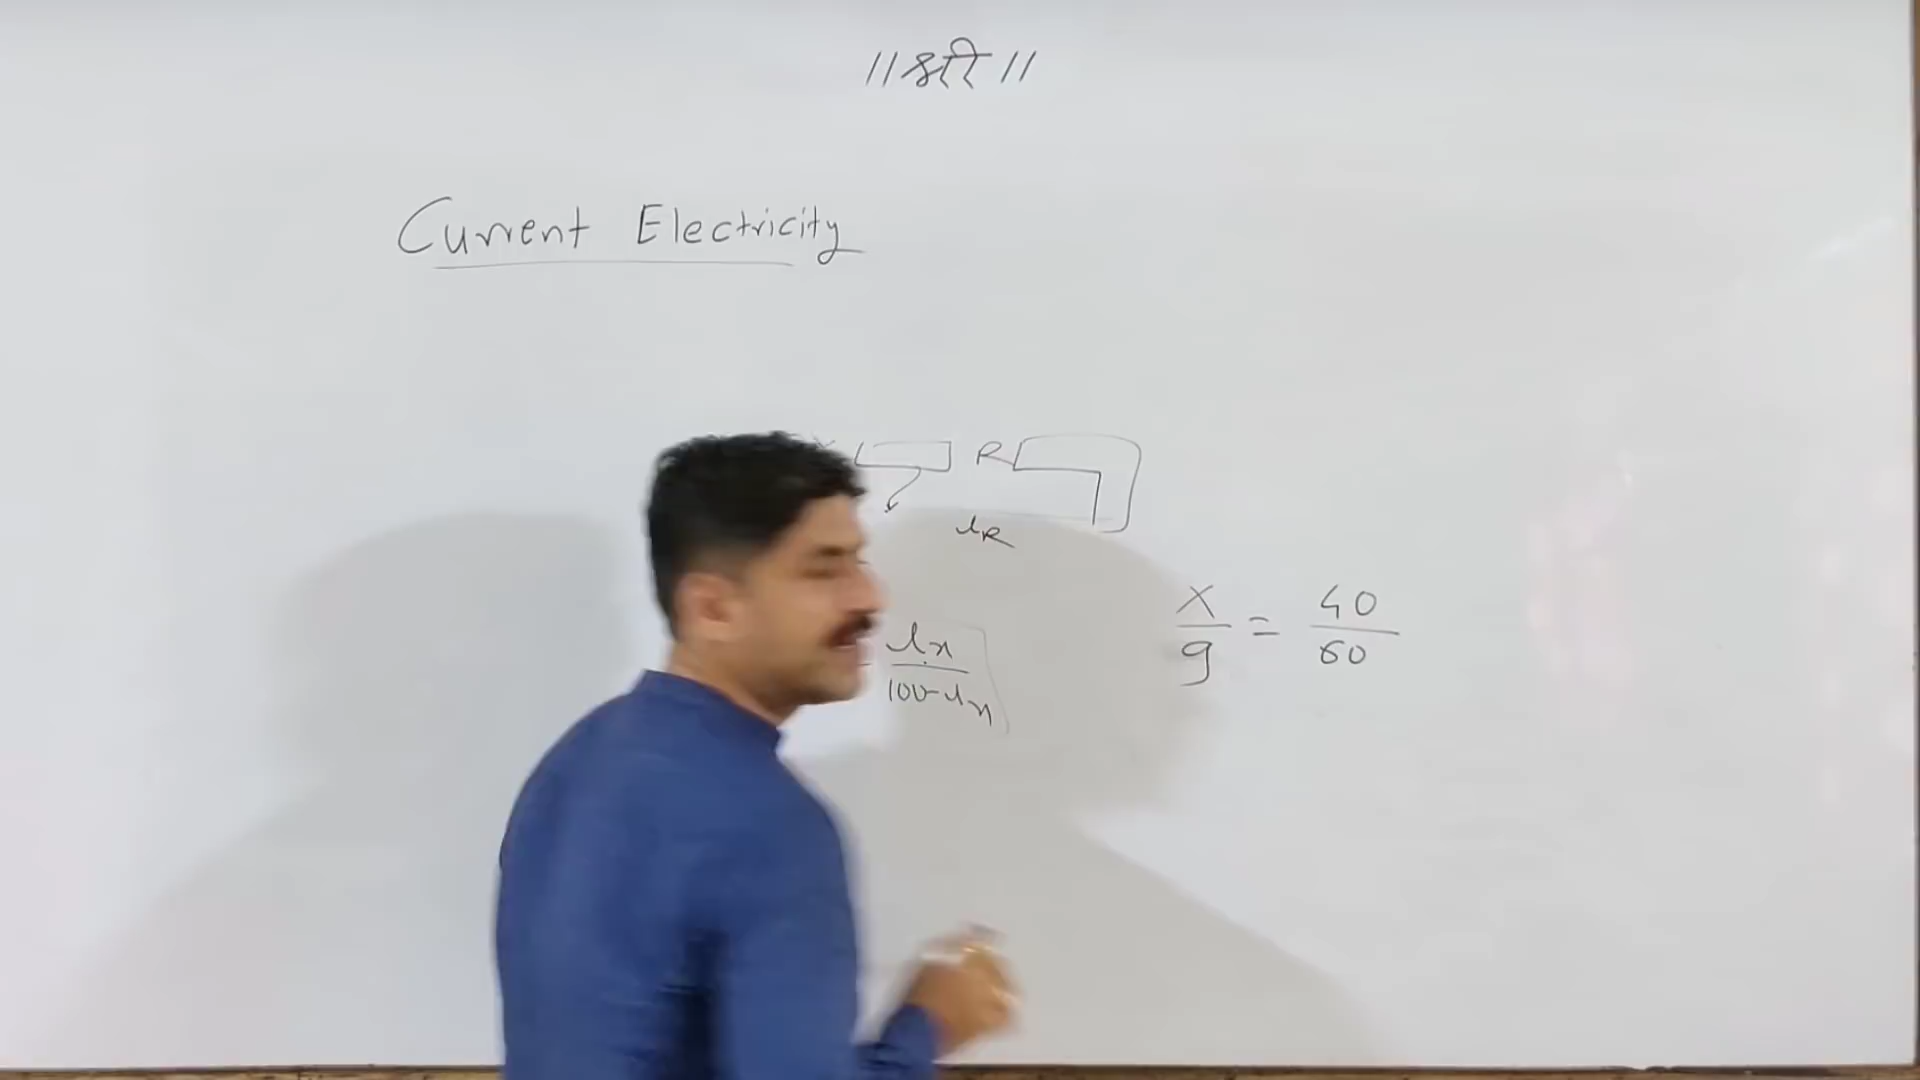 ॥ श्री ॥
Current Electricity
R
lR
x/9 = 40/60
lx/100-lx